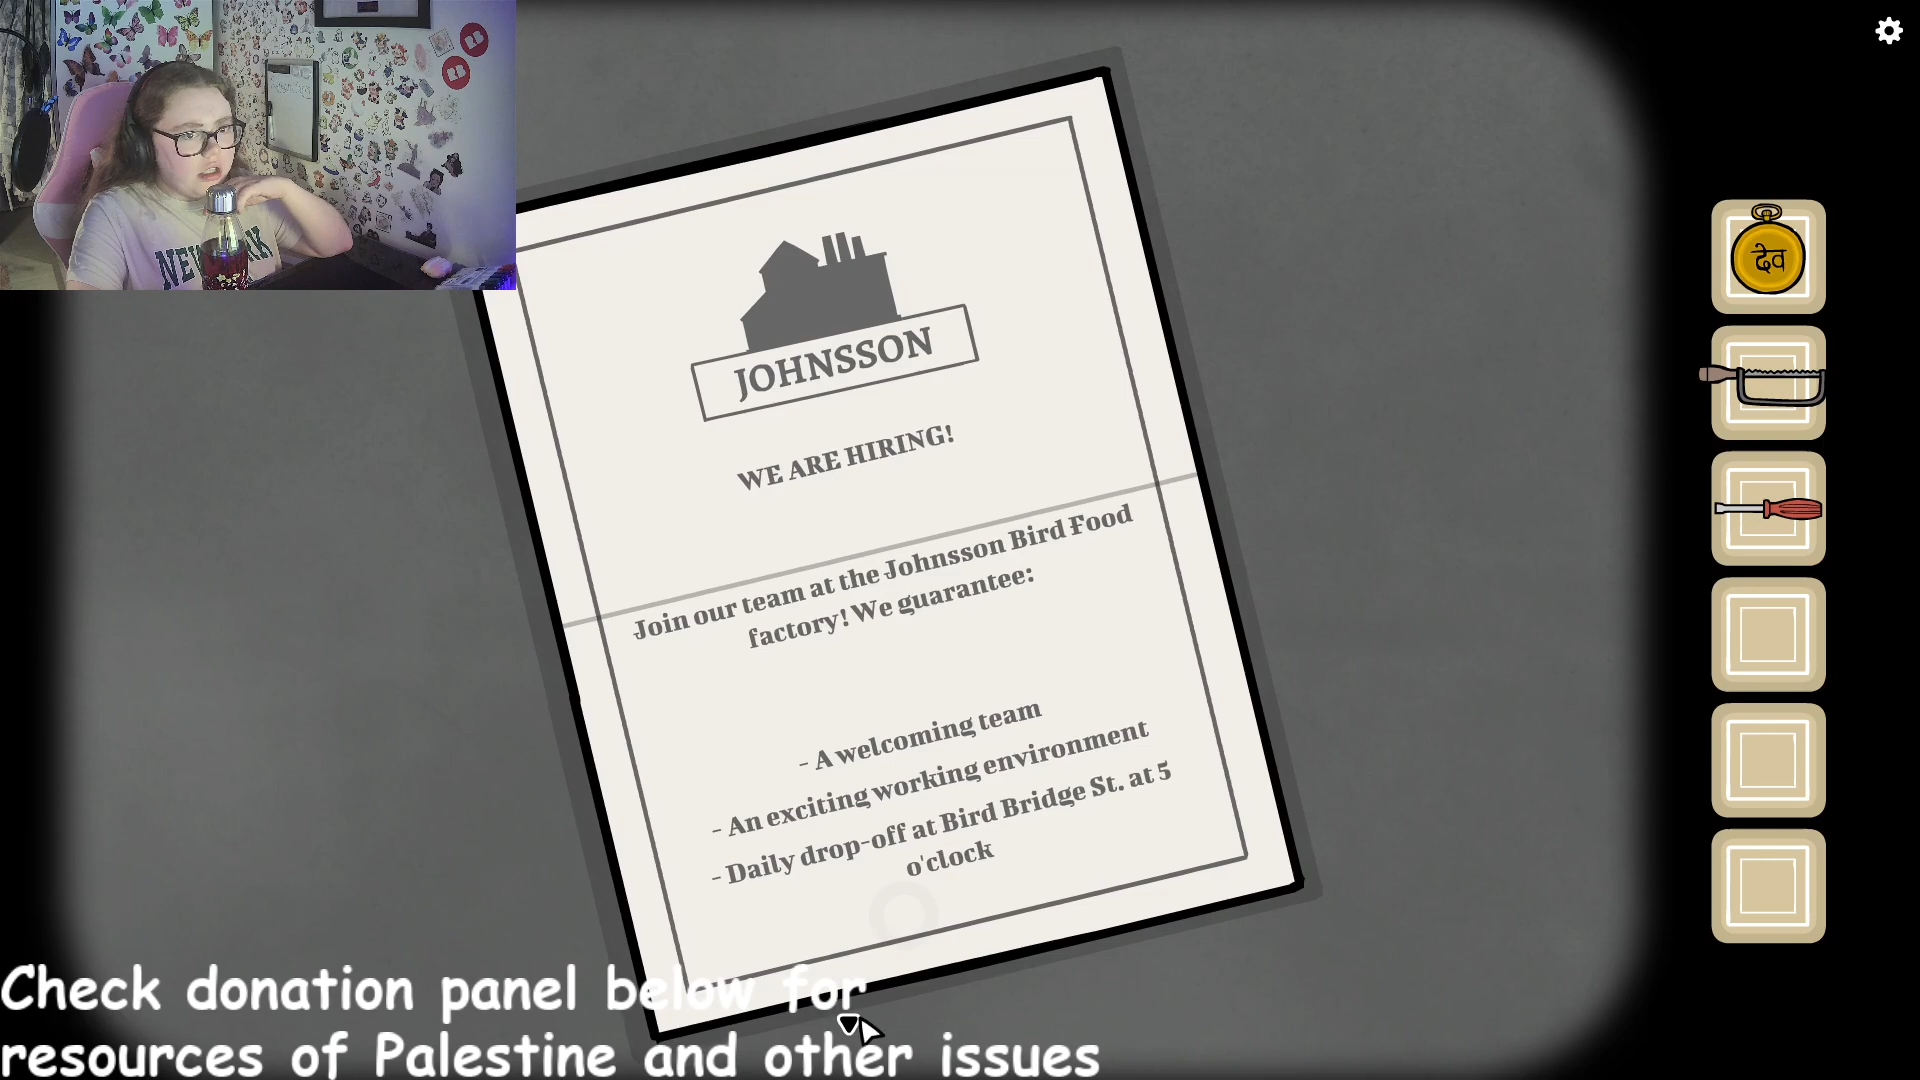 JOHNSSON
WE ARE HIRING!
Join our team at the Johnsson Bird Food
factory! We guarantee:
- A welcoming team
- An exciting working environment
- Daily drop-off at Bird Bridge St. at 5
o'clock
देव
Check donation panel below for
resources of Palestine and other issues